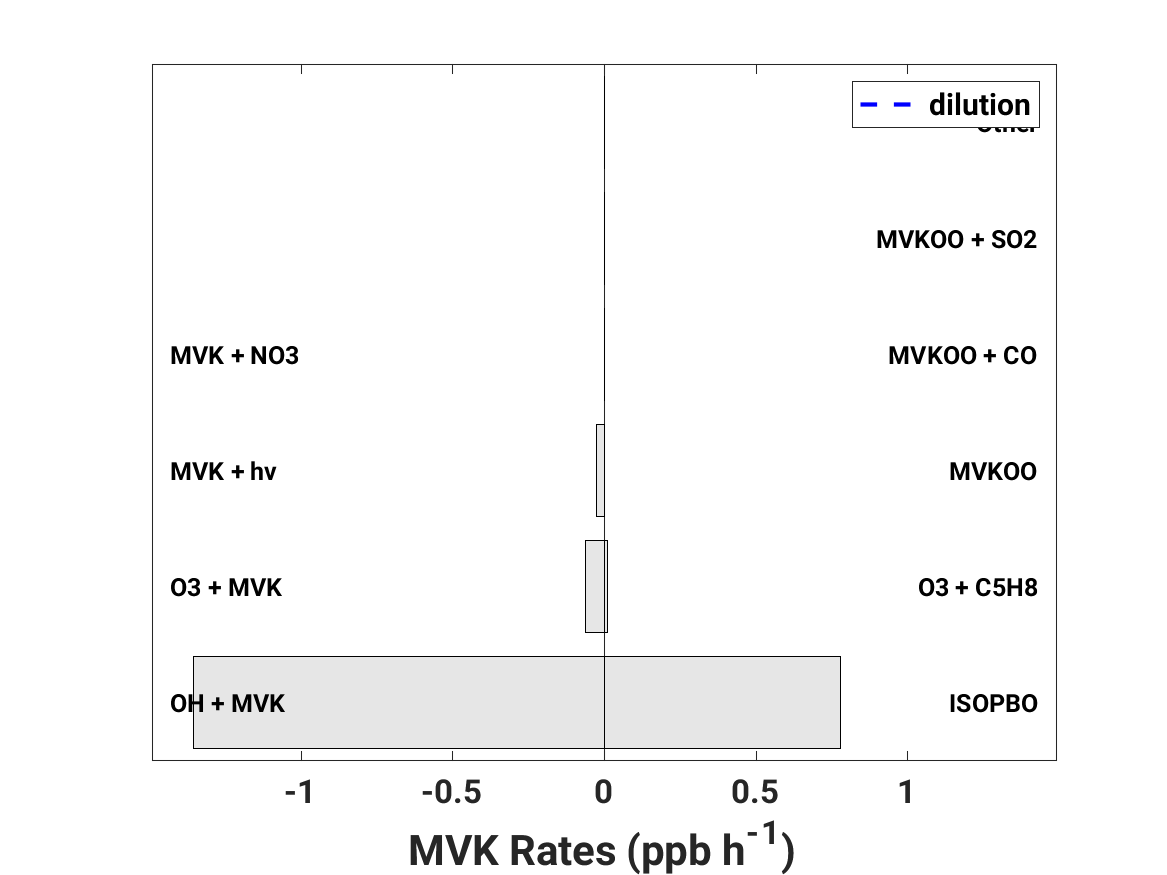 dilution
MVKOO + SO2
MVK + NO3
MVKOO + CO
MVK + hv
MVKOO
O3 + MVK
O3 + C5H8
OH + MVK
ISOPBO
-1
-0.5
0
0.5
1
MVK Rates (ppb h-1)